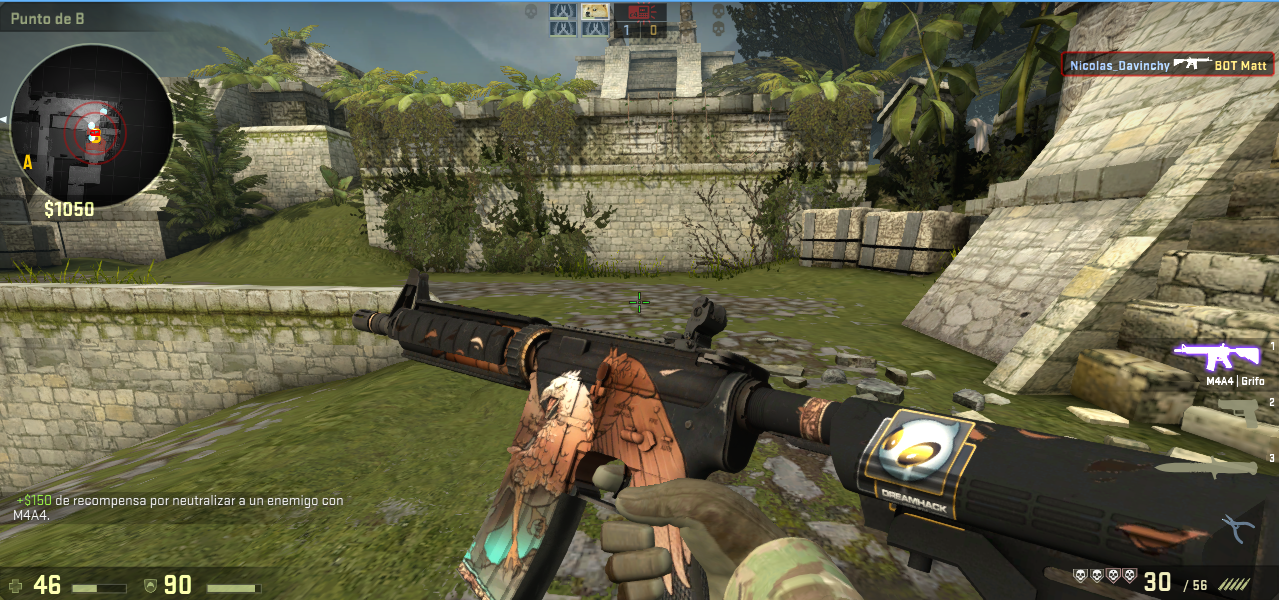 Punto de B
1 0
Nicolas_Davinchy BOT Matt
A
B
$1050
1
M4A4 | Grifo
2
3
DREAMHACK
+$150 de recompensa por neutralizar a un enemigo con
M4A4.
46 90 30 / 56